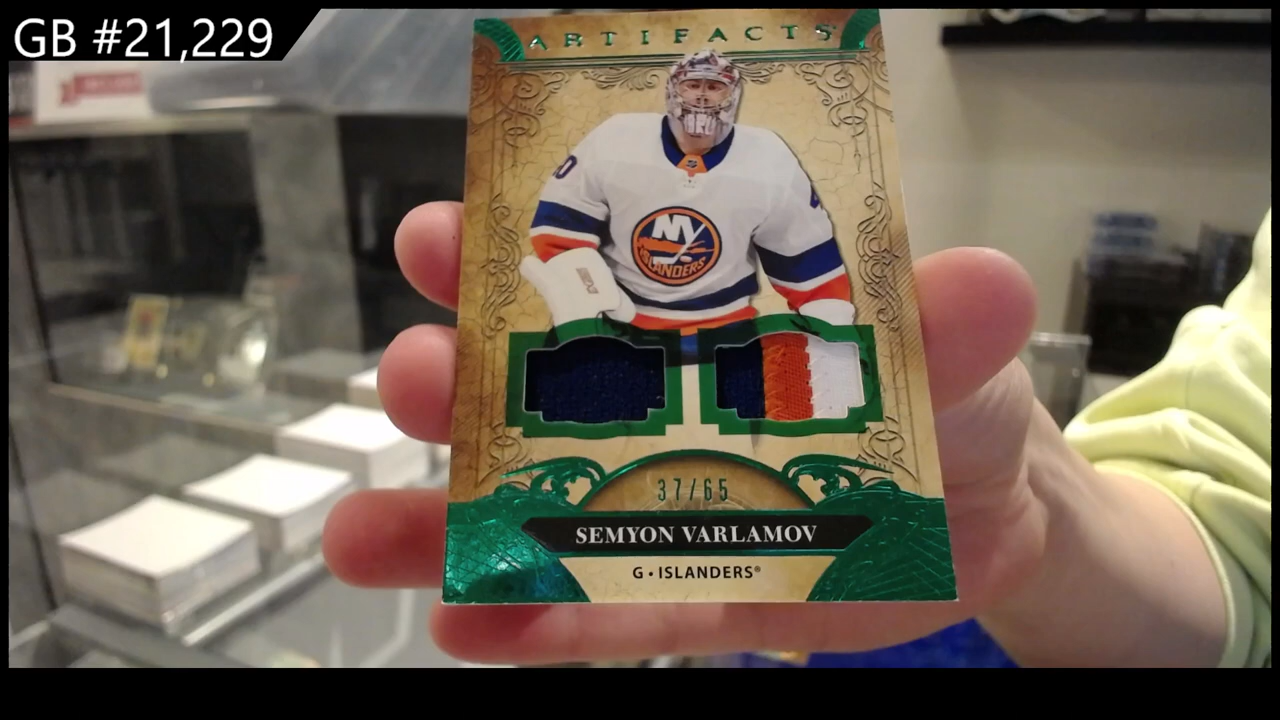 GB #21,229
ARTIFACTS
NY
ISLANDERS
37/65
SEMYON VARLAMOV
G • ISLANDERS®